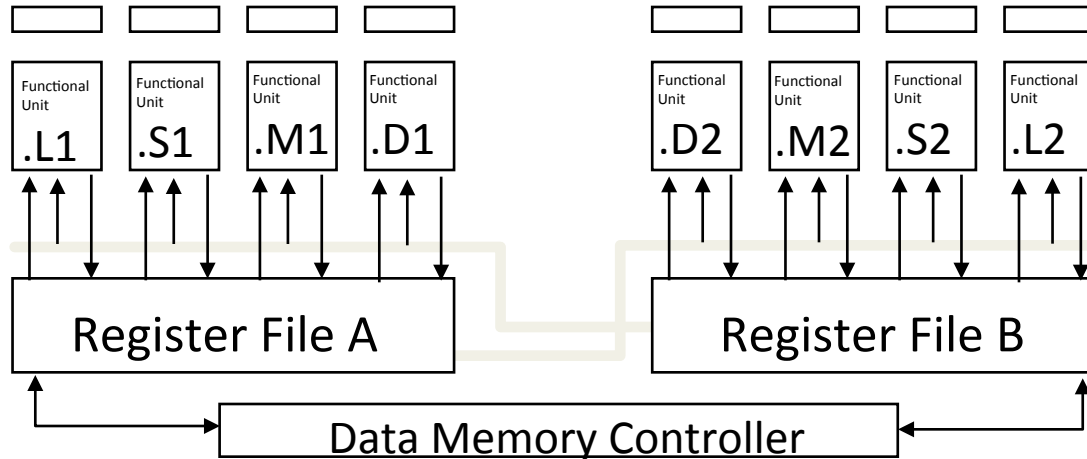 Functional
Unit
.L1
Functional
Unit
.S1
Functional
Unit
.M1
Functional
Unit
.D1
Functional
Unit
.D2
Functional
Unit
.M2
Functional
Unit
.S2
Functional
Unit
.L2
Register File A
Register File B
Data Memory Controller